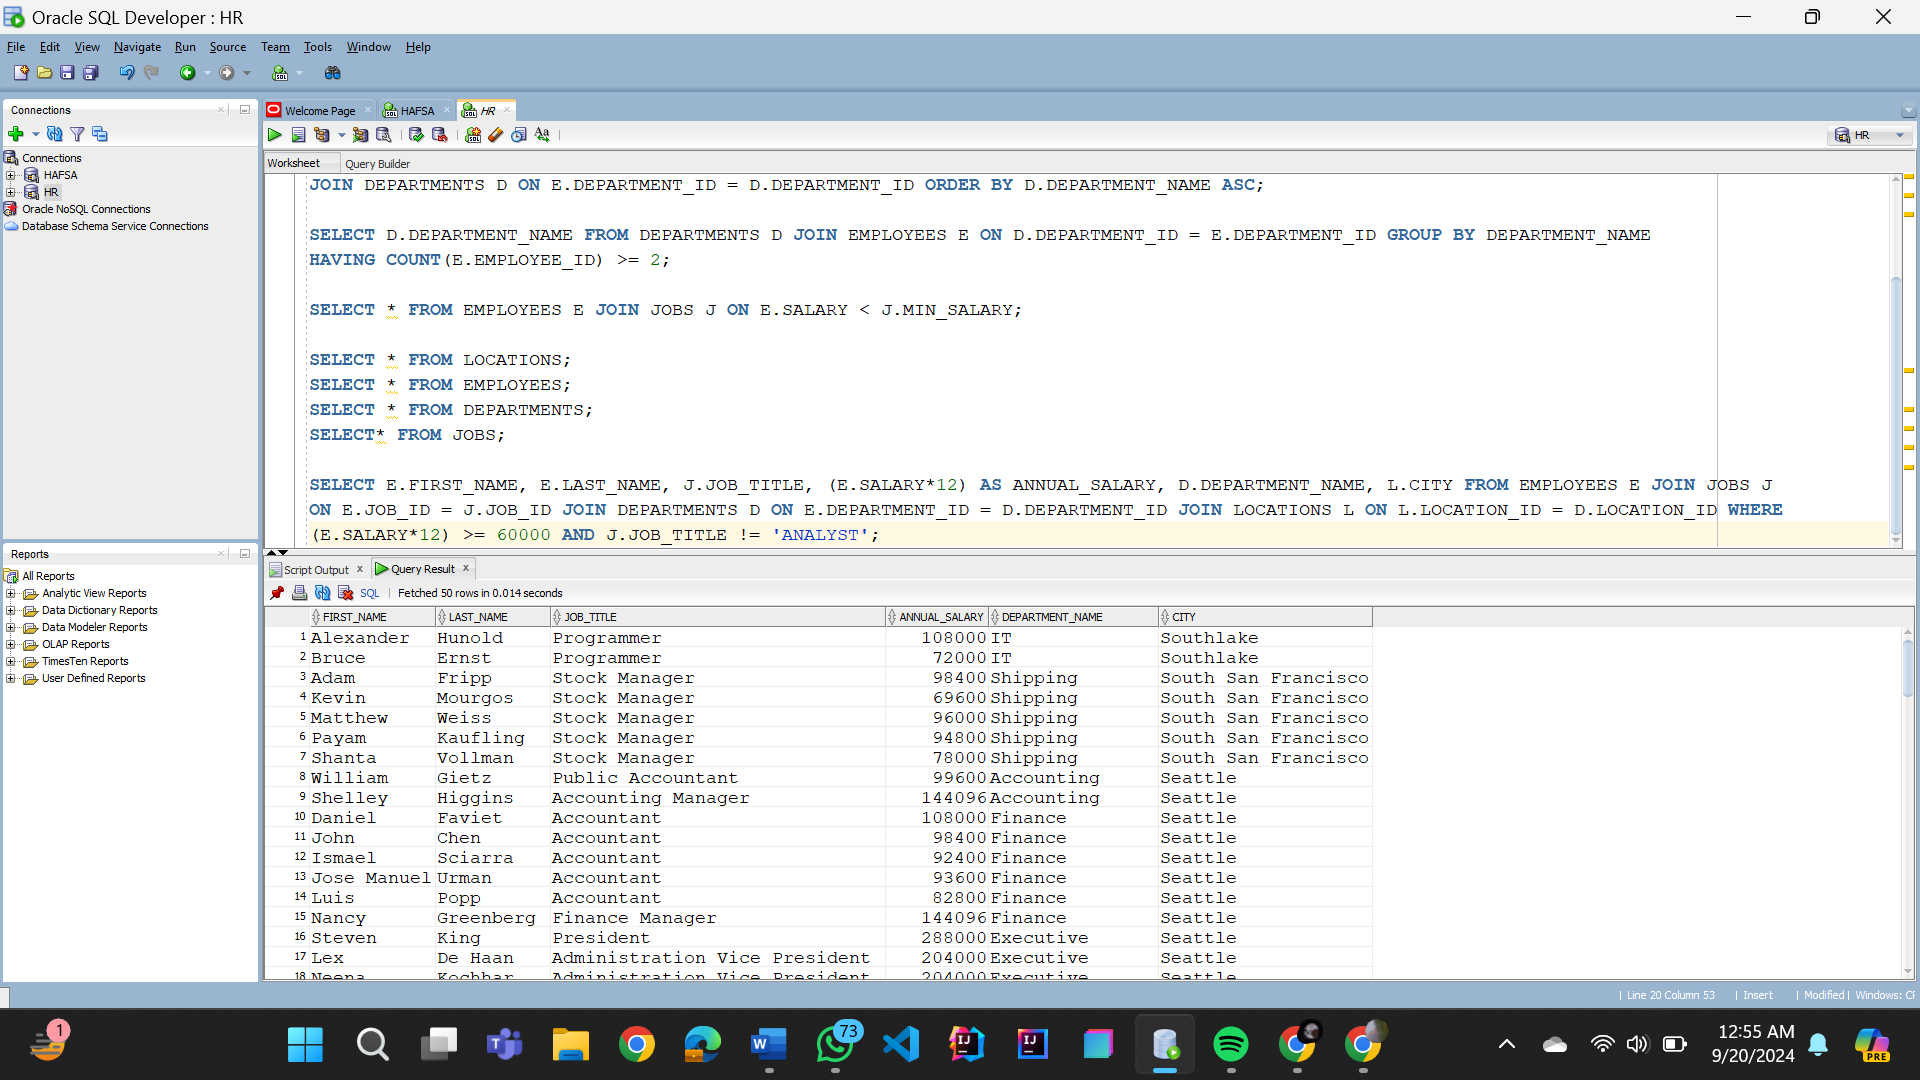 Oracle SQL Developer : HR
File Edit View Navigate Run Source Team Tools Window Help
Connections
Connections
HAFSA
HR
Oracle NoSQL Connections
Database Schema Service Connections
Reports
All Reports
Analytic View Reports
Data Dictionary Reports
Data Modeler Reports
OLAP Reports
TimesTen Reports
User Defined Reports
Welcome Page HAFSA HR
HR
Worksheet Query Builder
JOIN DEPARTMENTS D ON E.DEPARTMENT_ID = D.DEPARTMENT_ID ORDER BY D.DEPARTMENT_NAME ASC;
SELECT D.DEPARTMENT_NAME FROM DEPARTMENTS D JOIN EMPLOYEES E ON D.DEPARTMENT_ID = E.DEPARTMENT_ID GROUP BY DEPARTMENT_NAME
HAVING COUNT(E.EMPLOYEE_ID) >= 2;
SELECT * FROM EMPLOYEES E JOIN JOBS J ON E.SALARY < J.MIN_SALARY;
SELECT * FROM LOCATIONS;
SELECT * FROM EMPLOYEES;
SELECT * FROM DEPARTMENTS;
SELECT* FROM JOBS;
SELECT E.FIRST_NAME, E.LAST_NAME, J.JOB_TITLE, (E.SALARY*12) AS ANNUAL_SALARY, D.DEPARTMENT_NAME, L.CITY FROM EMPLOYEES E JOIN JOBS J
ON E.JOB_ID = J.JOB_ID JOIN DEPARTMENTS D ON E.DEPARTMENT_ID = D.DEPARTMENT_ID JOIN LOCATIONS L ON L.LOCATION_ID = D.LOCATION_ID WHERE
(E.SALARY*12) >= 60000 AND J.JOB_TITLE != 'ANALYST';
Script Output Query Result
SQL Fetched 50 rows in 0.014 seconds
FIRST_NAME LAST_NAME JOB_TITLE ANNUAL_SALARY DEPARTMENT_NAME CITY
1 Alexander Hunold Programmer 108000 IT Southlake
2 Bruce Ernst Programmer 72000 IT Southlake
3 Adam Fripp Stock Manager 98400 Shipping South San Francisco
4 Kevin Mourgos Stock Manager 69600 Shipping South San Francisco
5 Matthew Weiss Stock Manager 96000 Shipping South San Francisco
6 Payam Kaufling Stock Manager 94800 Shipping South San Francisco
7 Shanta Vollman Stock Manager 78000 Shipping South San Francisco
8 William Gietz Public Accountant 99600 Accounting Seattle
9 Shelley Higgins Accounting Manager 144096 Accounting Seattle
10 Daniel Faviet Accountant 108000 Finance Seattle
11 John Chen Accountant 98400 Finance Seattle
12 Ismael Sciarra Accountant 92400 Finance Seattle
13 Jose Manuel Urman Accountant 93600 Finance Seattle
14 Luis Popp Accountant 82800 Finance Seattle
15 Nancy Greenberg Finance Manager 144096 Finance Seattle
16 Steven King President 288000 Executive Seattle
17 Lex De Haan Administration Vice President 204000 Executive Seattle
18 Neena Kochhar Administration Vice President 204000 Executive Seattle
Line 20 Column 53 Insert Modified Windows: CF
1
73
12:55 AM
9/20/2024
PRE